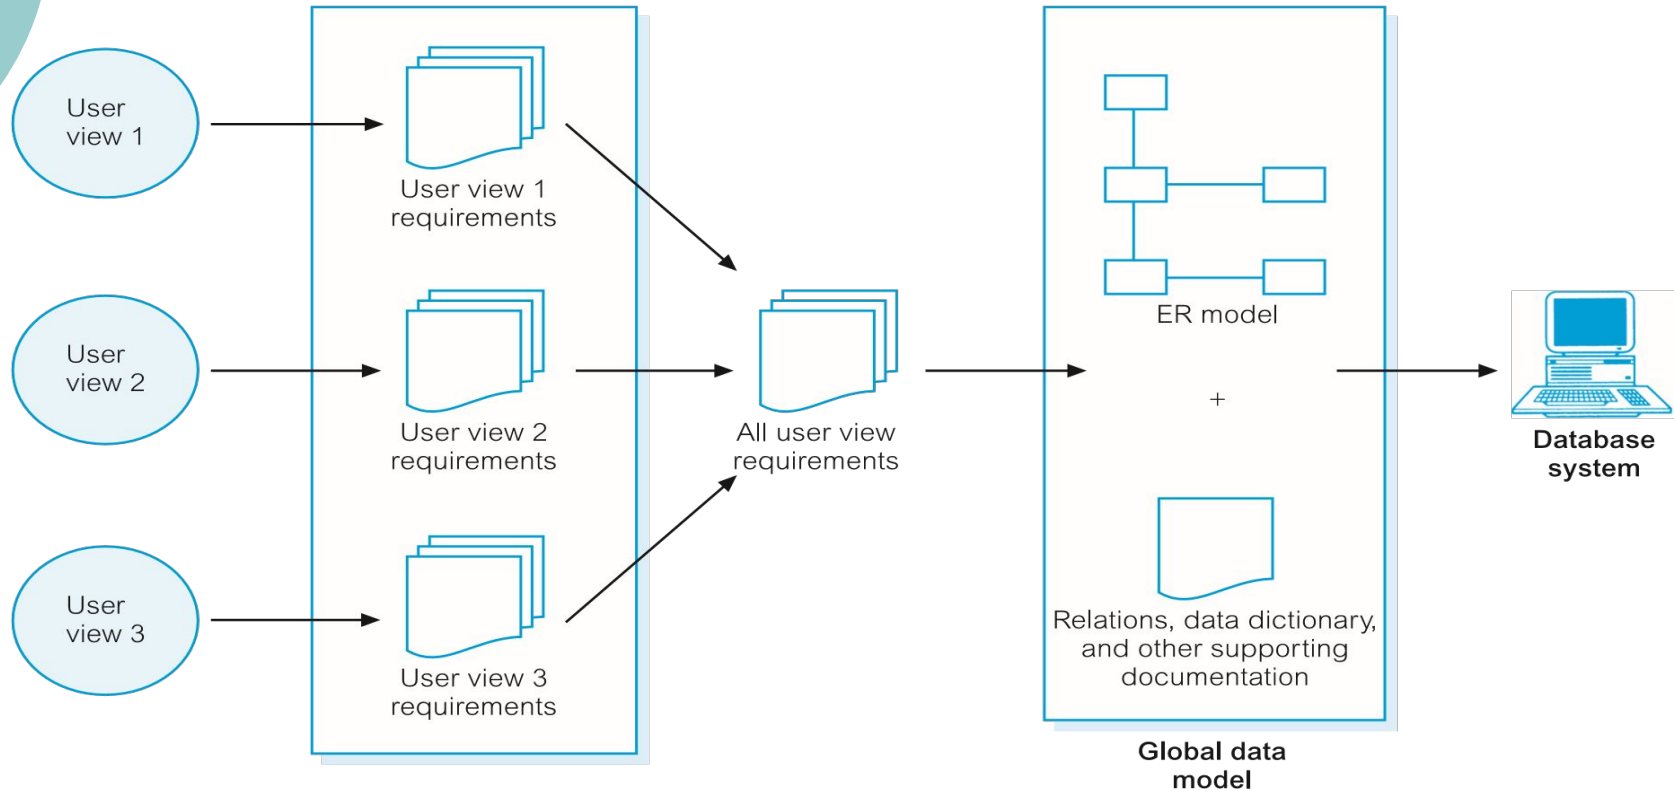 User
view 1
User view 1
requirements
User
view 2
User view 2
requirements
User
view 3
User view 3
requirements
All user view
requirements
ER model
+
Relations, data dictionary,
and other supporting
documentation
Global data
model
Database
system